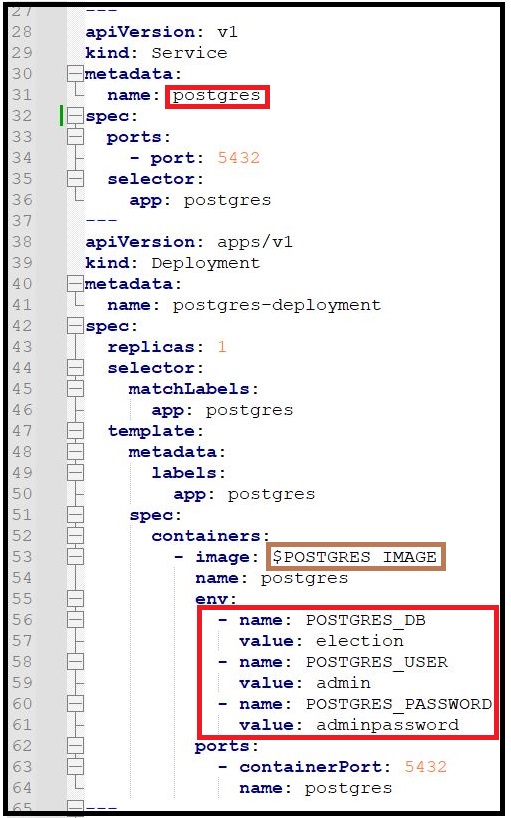 27 ---
28 apiVersion: v1
29 kind: Service
30 metadata:
31   name: postgres
32 spec:
33   ports:
34     - port: 5432
35   selector:
36     app: postgres
37 ---
38 apiVersion: apps/v1
39 kind: Deployment
40 metadata:
41   name: postgres-deployment
42 spec:
43   replicas: 1
44   selector:
45     matchLabels:
46       app: postgres
47   template:
48     metadata:
49       labels:
50         app: postgres
51     spec:
52       containers:
53         - image: $POSTGRES_IMAGE
54           name: postgres
55           env:
56             - name: POSTGRES_DB
57               value: election
58             - name: POSTGRES_USER
59               value: admin
60             - name: POSTGRES_PASSWORD
61               value: adminpassword
62           ports:
63             - containerPort: 5432
64               name: postgres
65 ---